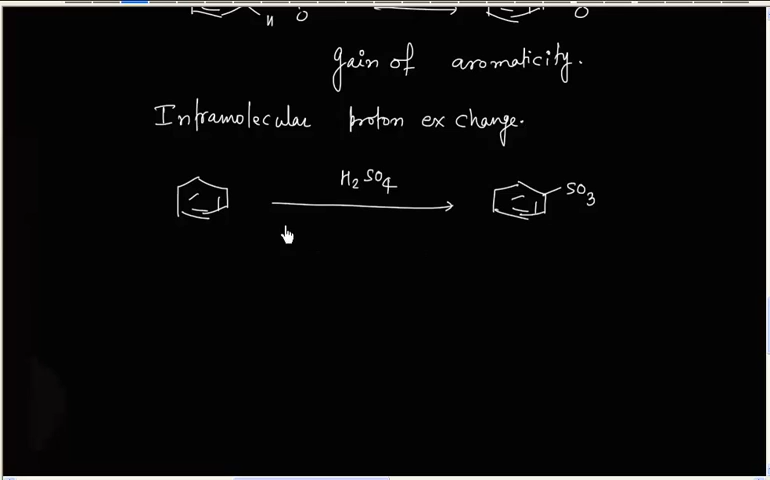 H O O
gain of aromaticity.
Intramolecular proton exchange.
H2SO4
SO3